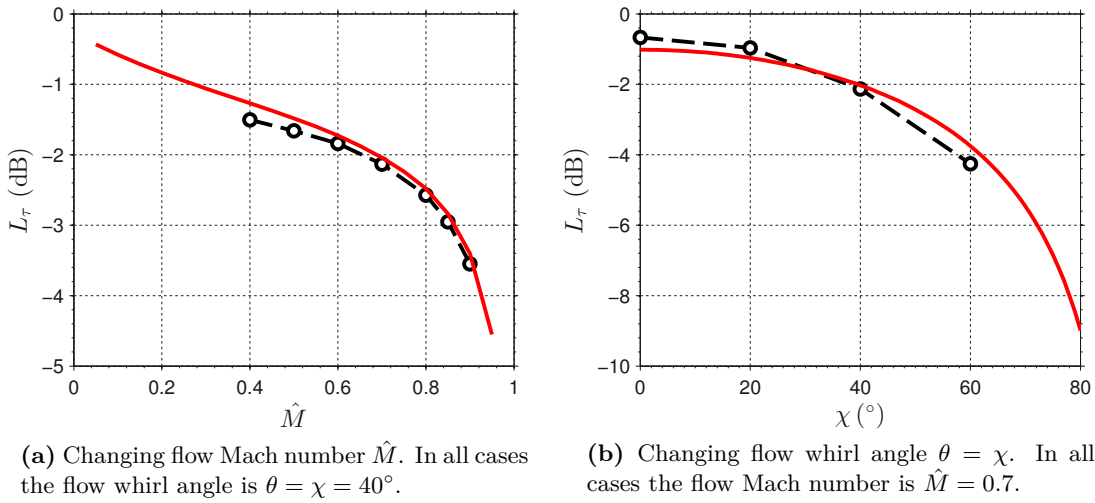 0
−1
−2
−3
−4
−5
L_τ (dB)
0 0.2 0.4 0.6 0.8 1
M̂
0
−2
−4
−6
−8
−10
L_τ (dB)
0 20 40 60 80
χ (°)
(a) Changing flow Mach number M̂. In all cases
the flow whirl angle is θ = χ = 40°.
(b) Changing flow whirl angle θ = χ. In all
cases the flow Mach number is M̂ = 0.7.